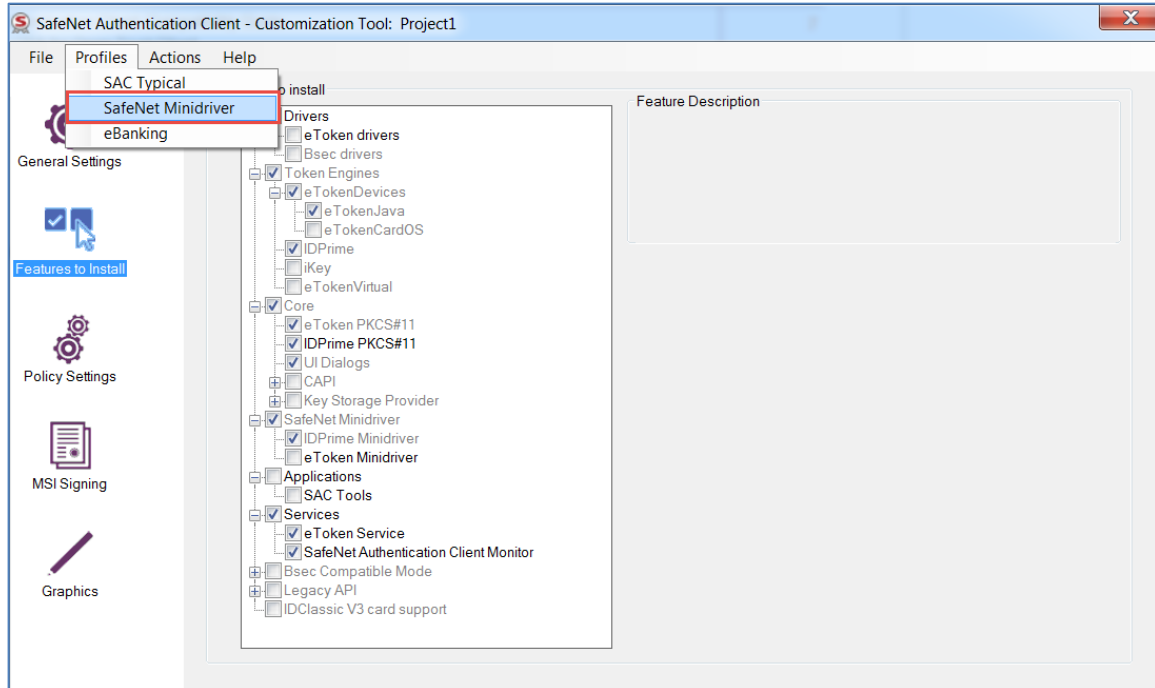 SafeNet Authentication Client - Customization Tool: Project1
File Profiles Actions Help
SAC Typical
SafeNet Minidriver
eBanking
o install
Feature Description
General Settings
Features to Install
Policy Settings
MSI Signing
Graphics
Drivers
eToken drivers
Bsec drivers
Token Engines
eTokenDevices
eTokenJava
eTokenCardOS
IDPrime
iKey
eTokenVirtual
Core
eToken PKCS#11
IDPrime PKCS#11
UI Dialogs
CAPI
Key Storage Provider
SafeNet Minidriver
IDPrime Minidriver
eToken Minidriver
Applications
SAC Tools
Services
eToken Service
SafeNet Authentication Client Monitor
Bsec Compatible Mode
Legacy API
IDClassic V3 card support